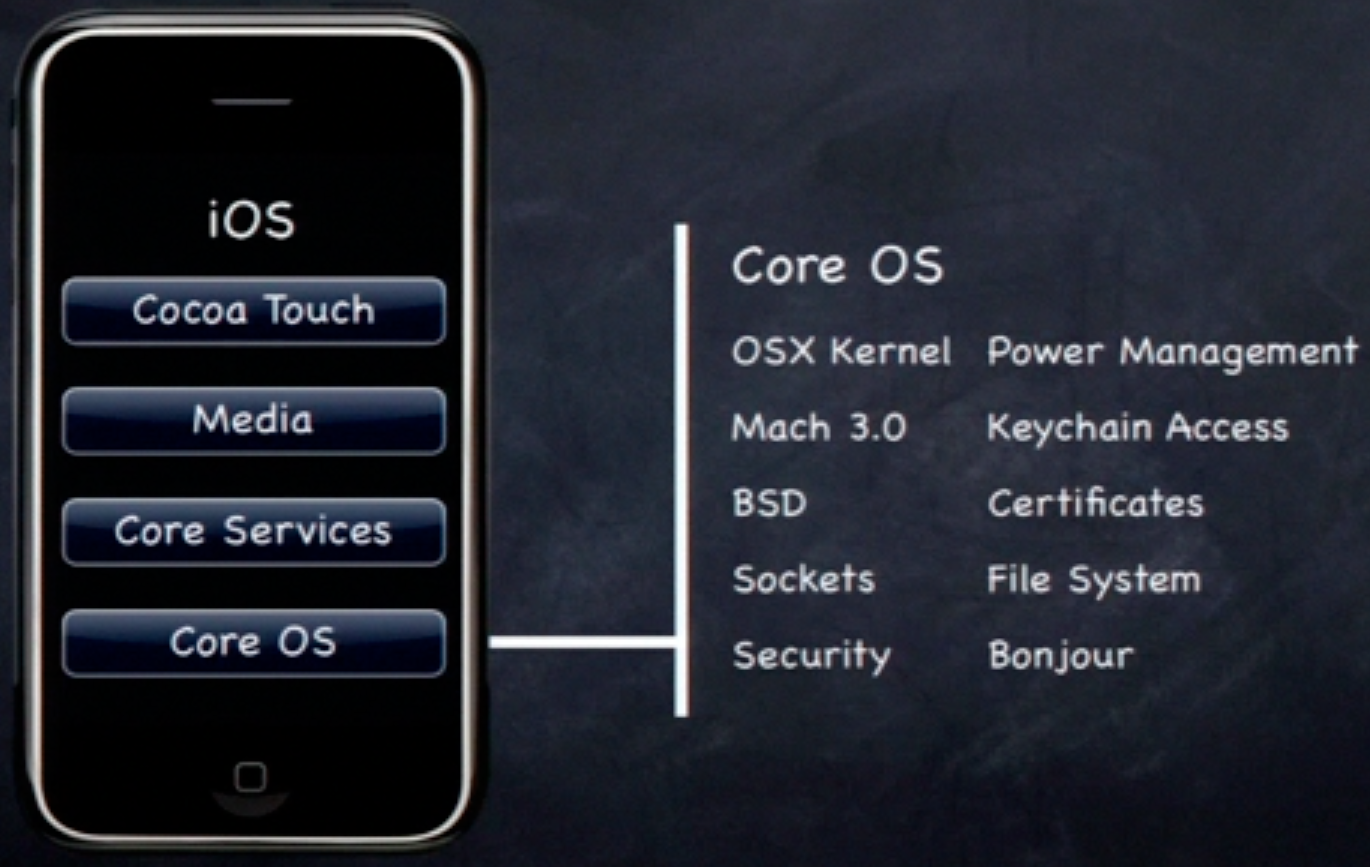 iOS
Cocoa Touch
Media
Core Services
Core OS
Core OS
OSX Kernel Power Management
Mach 3.0 Keychain Access
BSD Certificates
Sockets File System
Security Bonjour